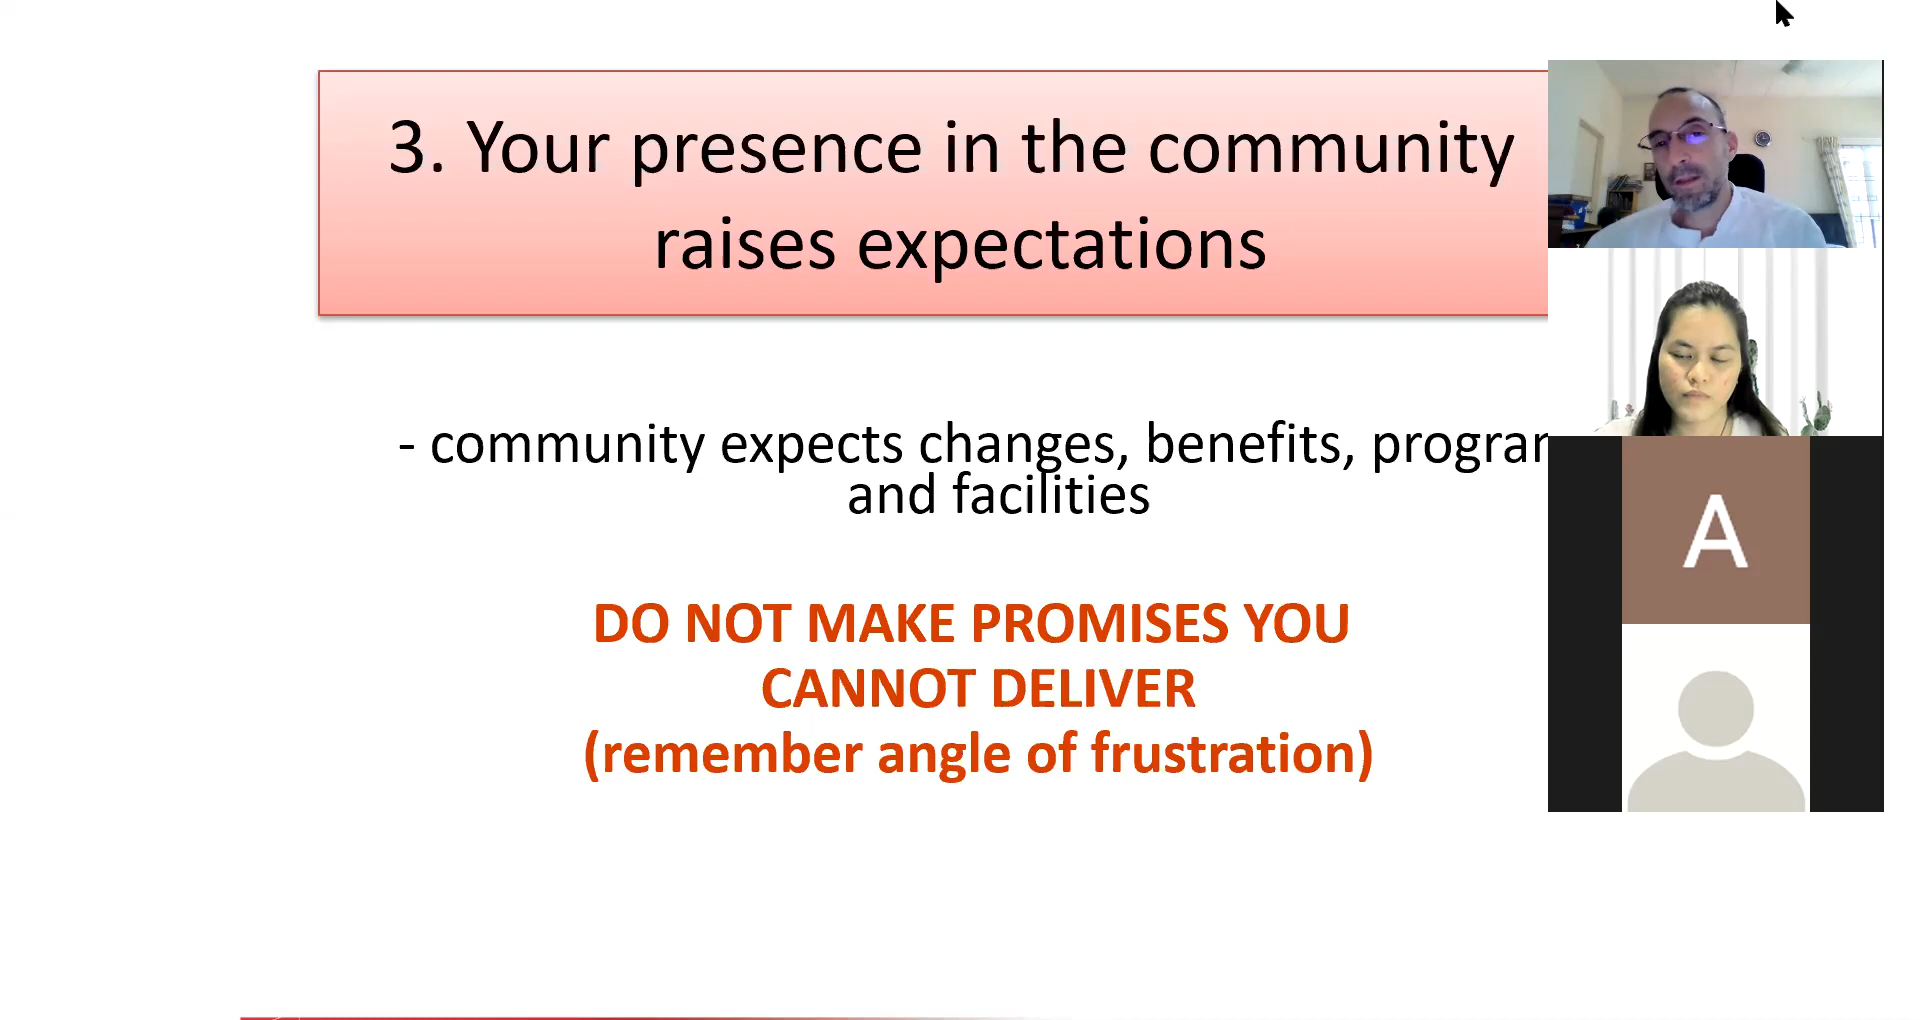 3. Your presence in the community
raises expectations
- community expects changes, benefits,
and facilities
DO NOT MAKE PROMISES YOU
CANNOT DELIVER
(remember angle of frustration)
A